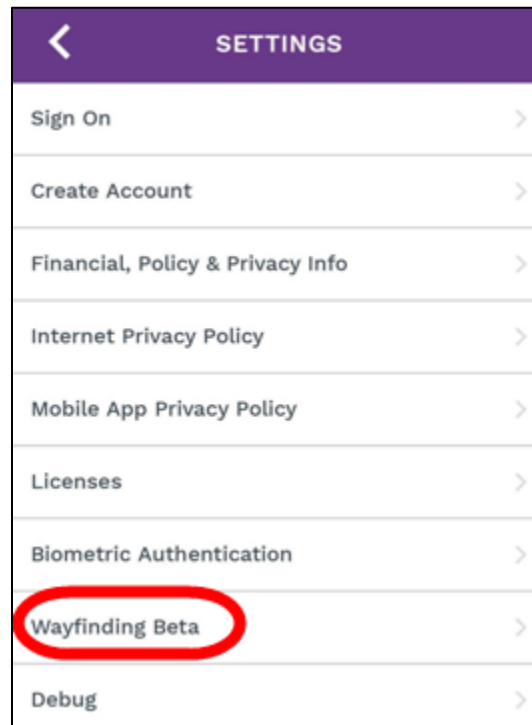 SETTINGS
Sign On
Create Account
Financial, Policy & Privacy Info
Internet Privacy Policy
Mobile App Privacy Policy
Licenses
Biometric Authentication
Wayfinding Beta
Debug